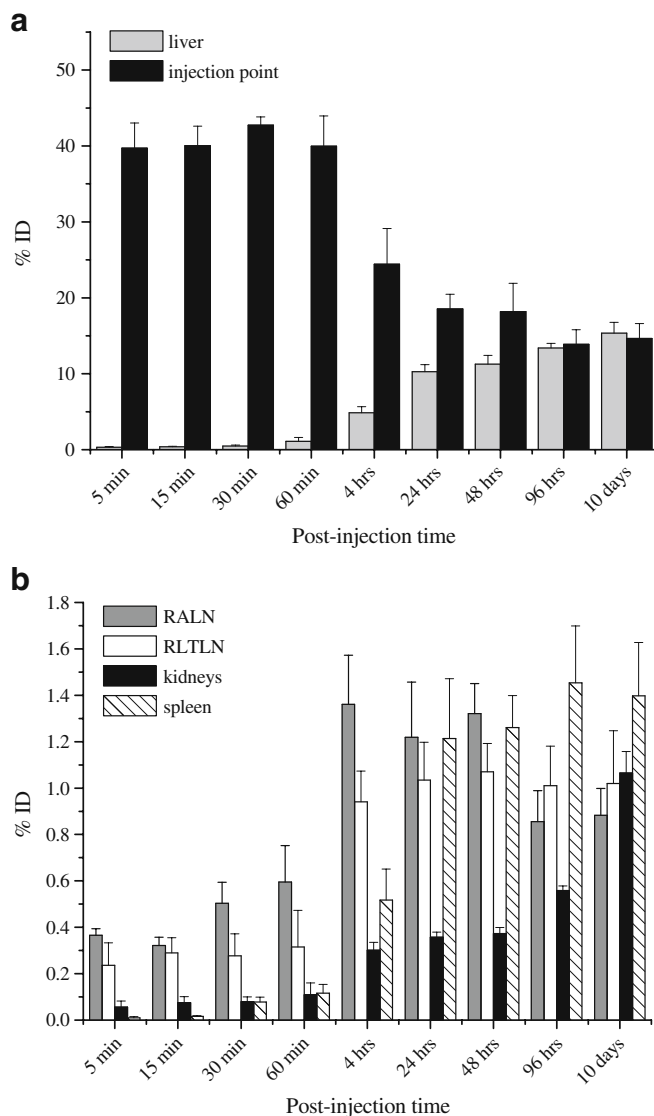 a
liver
injection point
50
40
30
20
10
0
% ID
5 min
15 min
30 min
60 min
4 hrs
24 hrs
48 hrs
96 hrs
10 days
Post-injection time
b
1.8
1.6
1.4
1.2
1.0
0.8
0.6
0.4
0.2
0.0
% ID
RALN
RLTLN
kidneys
spleen
5 min
15 min
30 min
60 min
4 hrs
24 hrs
48 hrs
96 hrs
10 days
Post-injection time